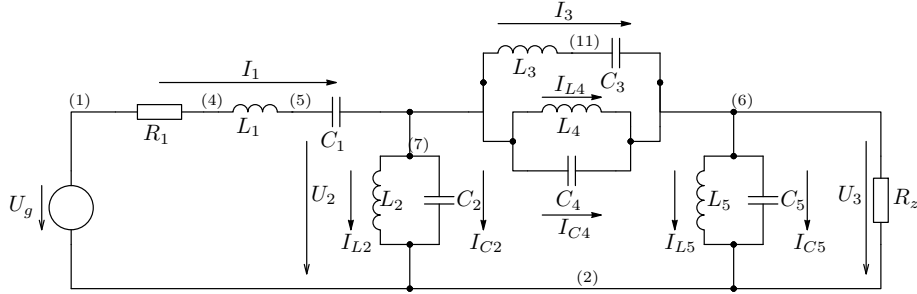 I3
(11)
L3
C3
I1
IL4
(1)
(4)
(5)
(6)
R1
L1
C1
L4
(7)
Ug
U2
L2
C2
C4
L5
C5
U3
Rz
IC4
IL2
IC2
IL5
IC5
(2)